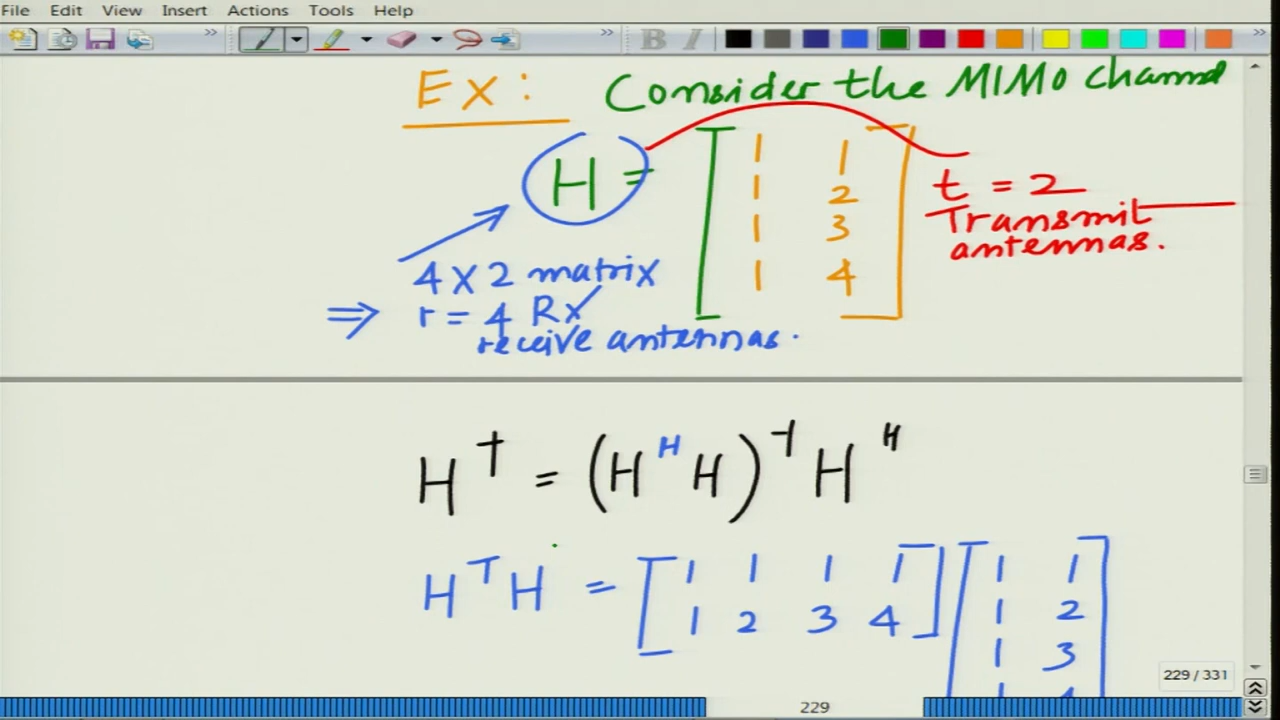 File Edit View Insert Actions Tools Help
Ex: Consider the MIMO channel
H = [ 1 1
1 2
1 3
1 4 ]
t = 2
Transmit
antennas.
4 X 2 matrix
⇒ r = 4 Rx
receive antennas.
H† = (H^H H)^-1 H^H
H^T H = [ 1 1 1 1
1 2 3 4 ] [ 1 1
1 2
1 3
229 / 331
229